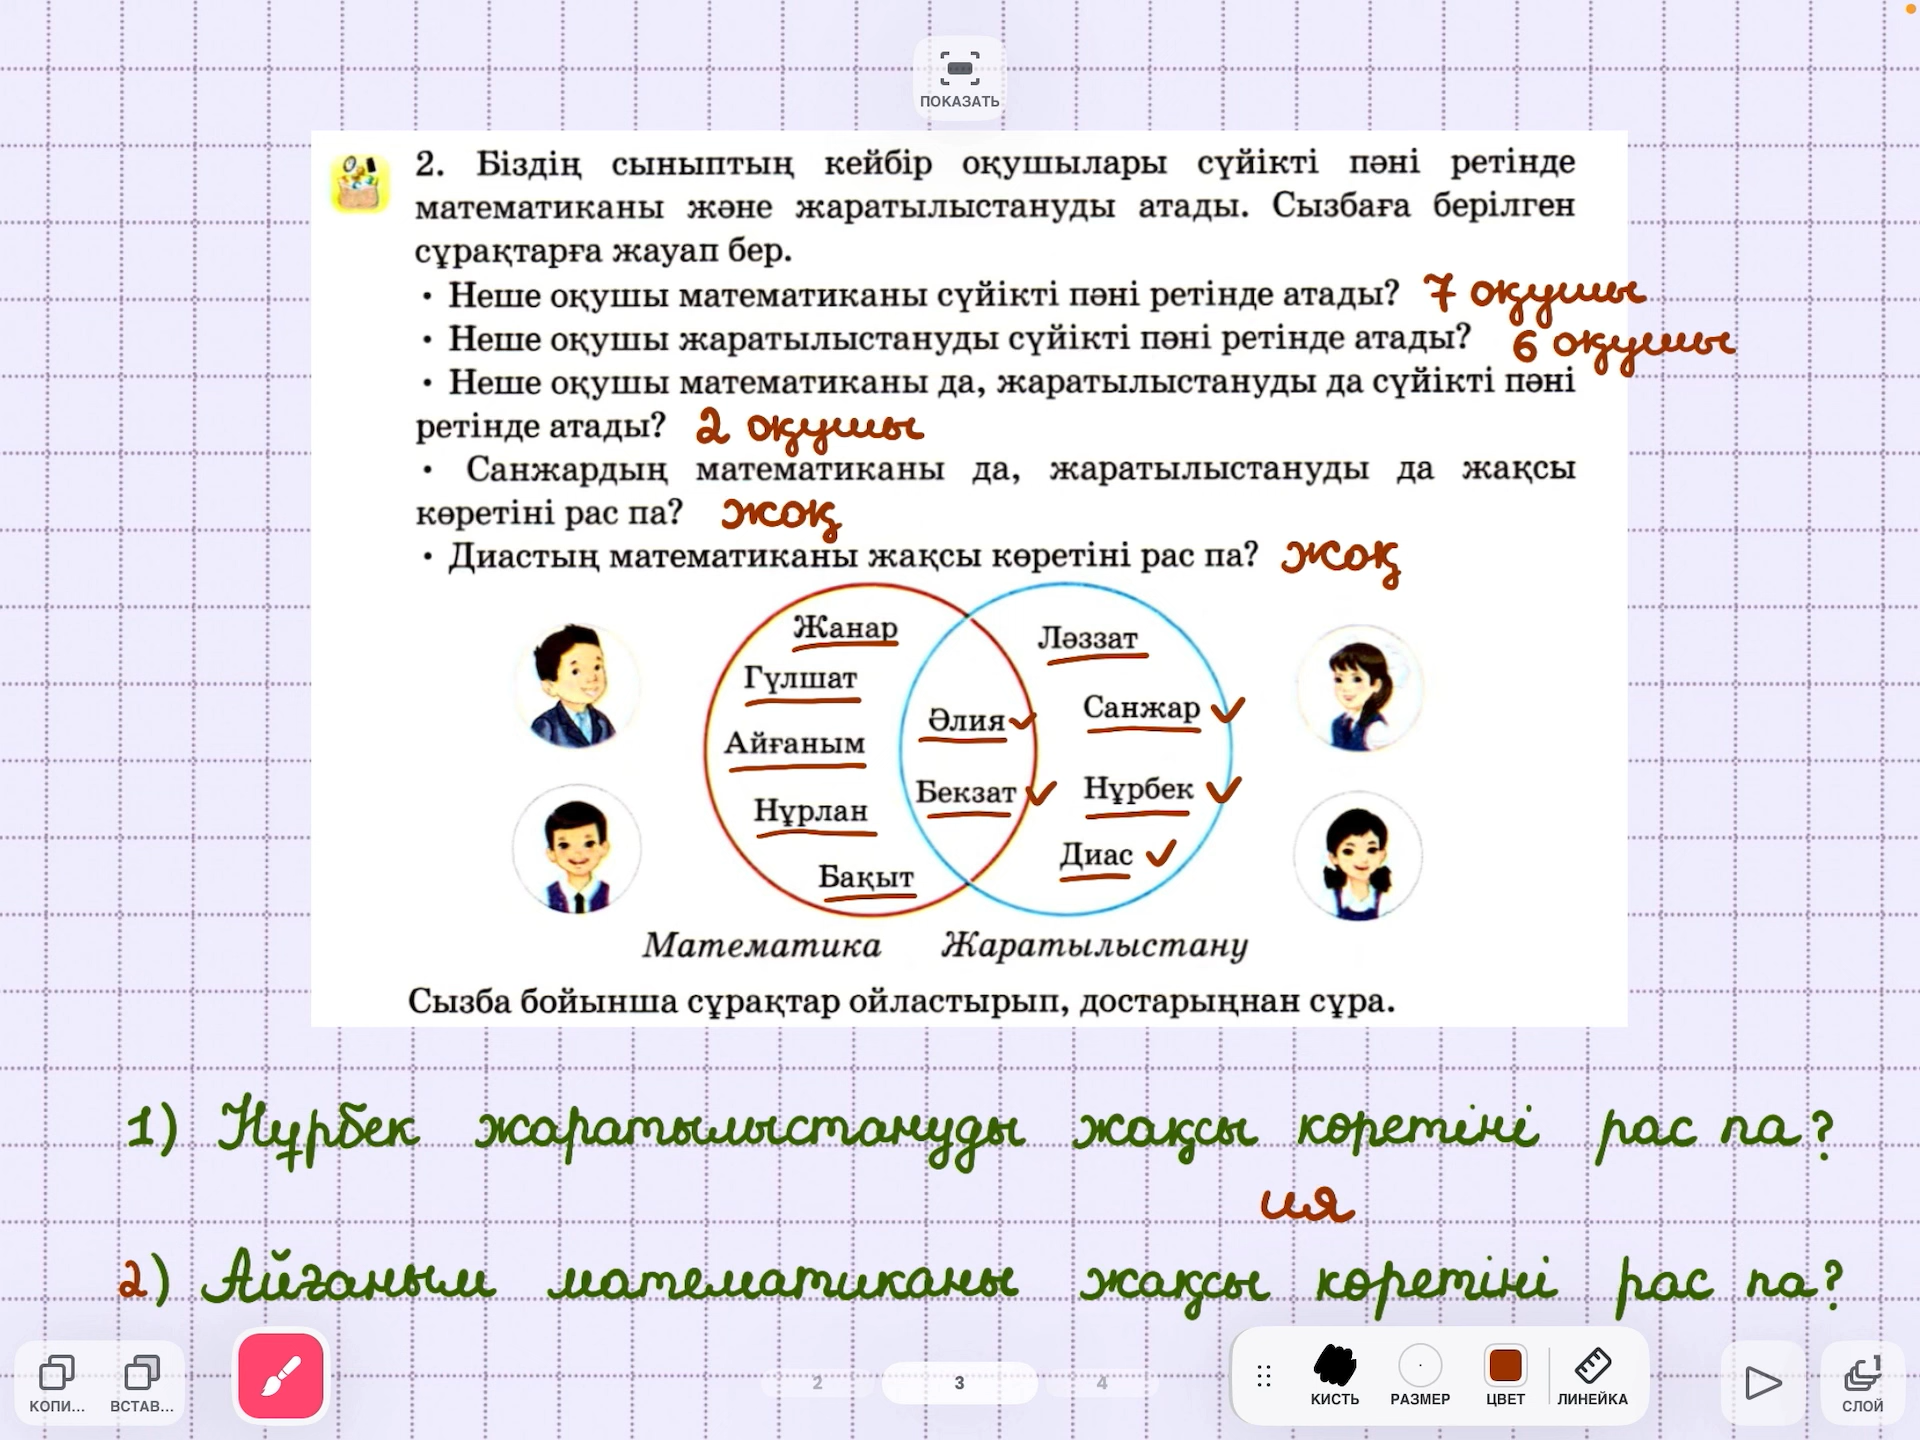 ПОКАЗАТЬ
2. Біздің сыныптың кейбір оқушылары сүйікті пәні ретінде
математиканы және жаратылыстануды атады. Сызбаға берілген
сұрақтарға жауап бер.
• Неше оқушы математиканы сүйікті пәні ретінде атады? 7 оқушы
• Неше оқушы жаратылыстануды сүйікті пәні ретінде атады? 6 оқушы
• Неше оқушы математиканы да, жаратылыстануды да сүйікті пәні
ретінде атады? 2 оқушы
• Санжардың математиканы да, жаратылыстануды да жақсы
көретіні рас па? жоқ
• Диастың математиканы жақсы көретіні рас па? жоқ
Жанар
Гүлшат
Айғаным
Нұрлан
Бақыт
Әлия
Бекзат
Ләззат
Санжар
Нұрбек
Диас
Математика Жаратылыстану
Сызба бойынша сұрақтар ойластырып, достарыңнан сұра.
1) Нұрбек жаратылыстануды жақсы көретіні рас па?
ия
2) Айғаным математиканы жақсы көретіні рас па?
КОПИ... ВСТАВ...
2 3 4
КИСТЬ РАЗМЕР ЦВЕТ ЛИНЕЙКА
1
СЛОЙ